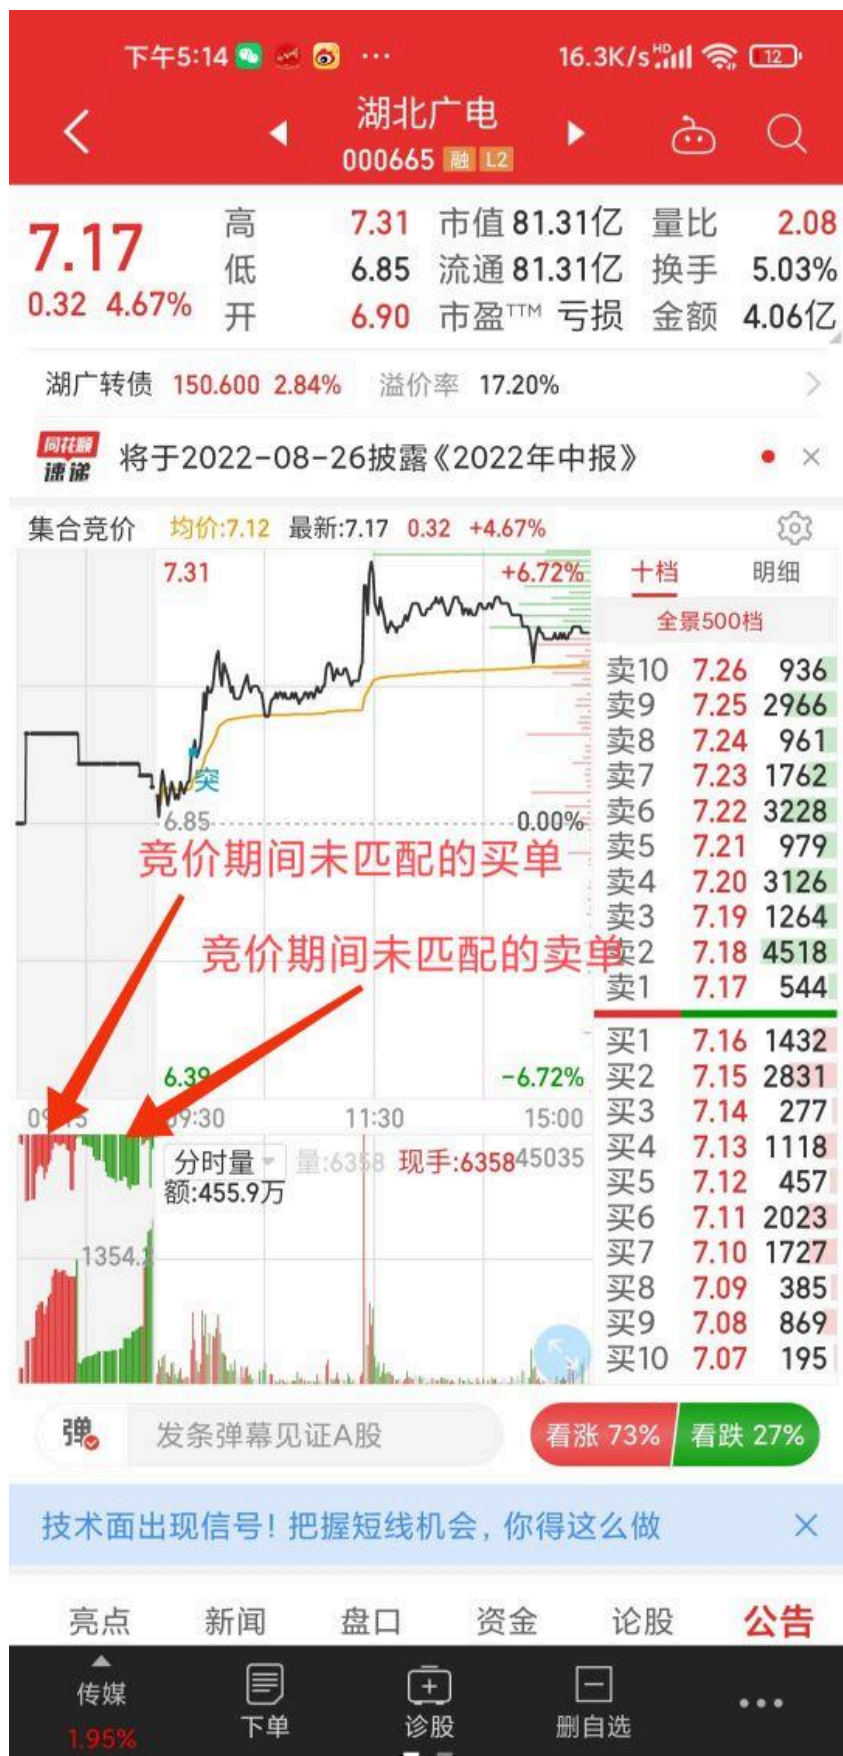 下午5:14 ... 16.3K/s HD 12
湖北广电
000665 融 L2
7.17 高 7.31 市值 81.31亿 量比 2.08
低 6.85 流通 81.31亿 换手 5.03%
0.32 4.67% 开 6.90 市盈TTM 亏损 金额 4.06亿
湖广转债 150.600 2.84% 溢价率 17.20%
同花顺速递 将于2022-08-26披露《2022年中报》
集合竞价 均价:7.12 最新:7.17 0.32 +4.67%
7.31 +6.72% 十档 明细
全景500档
卖10 7.26 936
卖9 7.25 2966
卖8 7.24 961
卖7 7.23 1762
突
卖6 7.22 3228
6.85 0.00%
卖5 7.21 979
竞价期间未匹配的买单
卖4 7.20 3126
卖3 7.19 1264
竞价期间未匹配的卖单
卖2 7.18 4518
卖1 7.17 544
买1 7.16 1432
6.39 -6.72% 买2 7.15 2831
09:30 11:30 15:00 买3 7.14 277
分时量 量:6358 现手:6358 45035 买4 7.13 1118
额:455.9万 买5 7.12 457
买6 7.11 2023
1354.2 买7 7.10 1727
买8 7.09 385
买9 7.08 869
买10 7.07 195
弹 发条弹幕见证A股 看涨 73% 看跌 27%
技术面出现信号！把握短线机会，你得这么做
亮点 新闻 盘口 资金 论股 公告
传媒 下单 诊股 删自选
1.95%